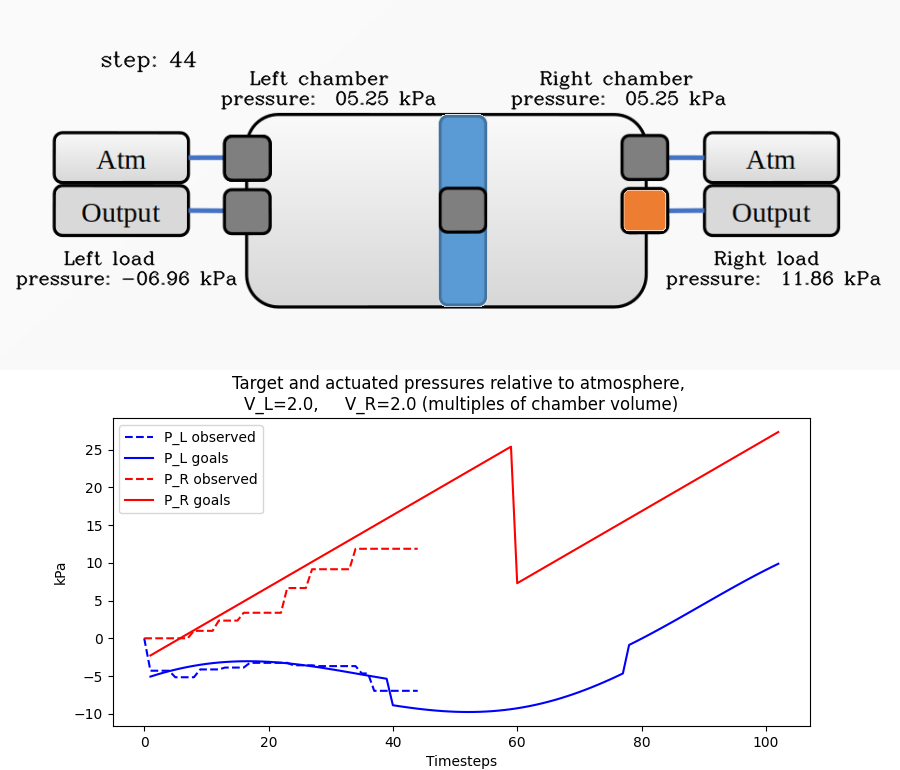 step: 44
Left chamber
pressure: 05.25 kPa
Right chamber
pressure: 05.25 kPa
Atm
Output
Atm
Output
Left load
pressure: -06.96 kPa
Right load
pressure: 11.86 kPa
Target and actuated pressures relative to atmosphere,
V_L=2.0, V_R=2.0 (multiples of chamber volume)
P_L observed
P_L goals
P_R observed
P_R goals
25
20
15
10
5
0
−5
−10
kPa
0 20 40 60 80 100
Timesteps